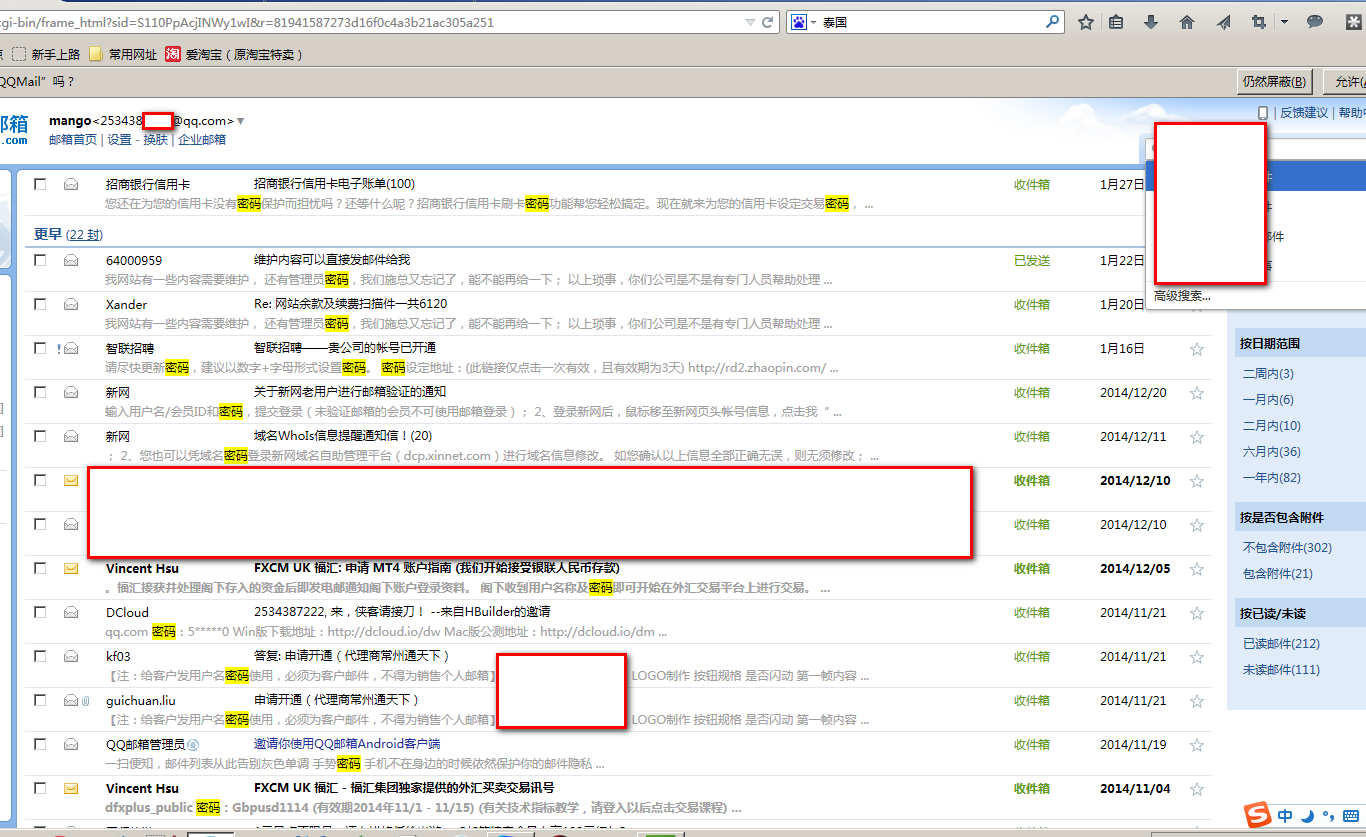 gi-bin/frame_html?sid=S110PpAcjINWy1wI&r=81941587273d16f0c4a3b21ac305a251
泰国
新手上路 常用网址 淘 爱淘宝（原淘宝特卖）
QQMail" 吗？ 仍然屏蔽(B) 允许(
邮箱
.com
mango<253438 @qq.com>
邮箱首页 | 设置 - 换肤 | 企业邮箱
| 反馈建议 | 帮助中
招商银行信用卡 招商银行信用卡电子账单(100) 收件箱 1月27日
您还在为您的信用卡没有密码保护而担忧吗？还等什么呢？招商银行信用卡刷卡密码功能帮您轻松搞定。现在就来为您的信用卡设定交易密码， ...
件
件
邮件
高级搜索...
更早 (22 封)
64000959 维护内容可以直接发邮件给我 已发送 1月22日
我网站有一些内容需要维护， 还有管理员密码，我们施总又忘记了，能不能再给一下； 以上琐事，你们公司是不是有专门人员帮助处理 ...
Xander Re: 网站余款及续费扫描件一共6120 收件箱 1月20日
我网站有一些内容需要维护， 还有管理员密码，我们施总又忘记了，能不能再给一下； 以上琐事，你们公司是不是有专门人员帮助处理 ...
智联招聘 智联招聘——贵公司的帐号已开通 收件箱 1月16日
请尽快更新密码，建议以数字+字母形式设置密码。 密码设定地址：(此链接仅点击一次有效，且有效期为3天) http://rd2.zhaopin.com/ ...
新网 关于新网老用户进行邮箱验证的通知 收件箱 2014/12/20
输入用户名/会员ID和密码，提交登录（未验证邮箱的会员不可使用邮箱登录）； 2、登录新网后，鼠标移至新网页头帐号信息，点击我 “ ...
新网 域名WhoIs信息提醒通知信！(20) 收件箱 2014/12/11
； 2、您也可以凭域名密码登录新网域名自助管理平台（dcp.xinnet.com）进行域名信息修改。 如您确认以上信息全部正确无误，则无须修改； ...
收件箱 2014/12/10
收件箱 2014/12/10
Vincent Hsu FXCM UK 福汇: 申请 MT4 账户指南 (我们开始接受银联人民币存款) 收件箱 2014/12/05
。福汇接获并处理阁下存入的资金后即发电邮通知阁下账户登录资料。 阁下收到用户名称及密码即可开始在外汇交易平台上进行交易。 ...
DCloud 2534387222, 来，侠客请接刀！ --来自HBuilder的邀请 收件箱 2014/11/21
qq.com 密码：5*****0 Win版下载地址：http://dcloud.io/dw Mac版公测地址：http://dcloud.io/dm ...
kf03 答复: 申请开通（代理商常州通天下） 收件箱 2014/11/21
【注：给客户发用户名密码使用，必须为客户邮件，不得为销售个人邮箱】 LOGO制作 按钮规格 是否闪动 第一帧内容 ...
guichuan.liu 申请开通（代理商常州通天下） 收件箱 2014/11/21
【注：给客户发用户名密码使用，必须为客户邮件，不得为销售个人邮箱】 LOGO制作 按钮规格 是否闪动 第一帧内容 ...
QQ邮箱管理员 邀请你使用QQ邮箱Android客户端 收件箱 2014/11/19
一扫便知，邮件列表从此告别灰色单调 手势密码 手机不在身边的时候依然保护你的邮件隐私 ...
Vincent Hsu FXCM UK 福汇 - 福汇集团独家提供的外汇买卖交易讯号 收件箱 2014/11/04
dfxplus_public 密码：Gbpusd1114 (有效期2014年11/1 - 11/15) (有关技术指标教学，请登入以后点击交易课程) ...
按日期范围
二周内(3)
一月内(6)
二月内(10)
六月内(36)
一年内(82)
按是否包含附件
不包含附件(302)
包含附件(21)
按已读/未读
已读邮件(212)
未读邮件(111)
S 中